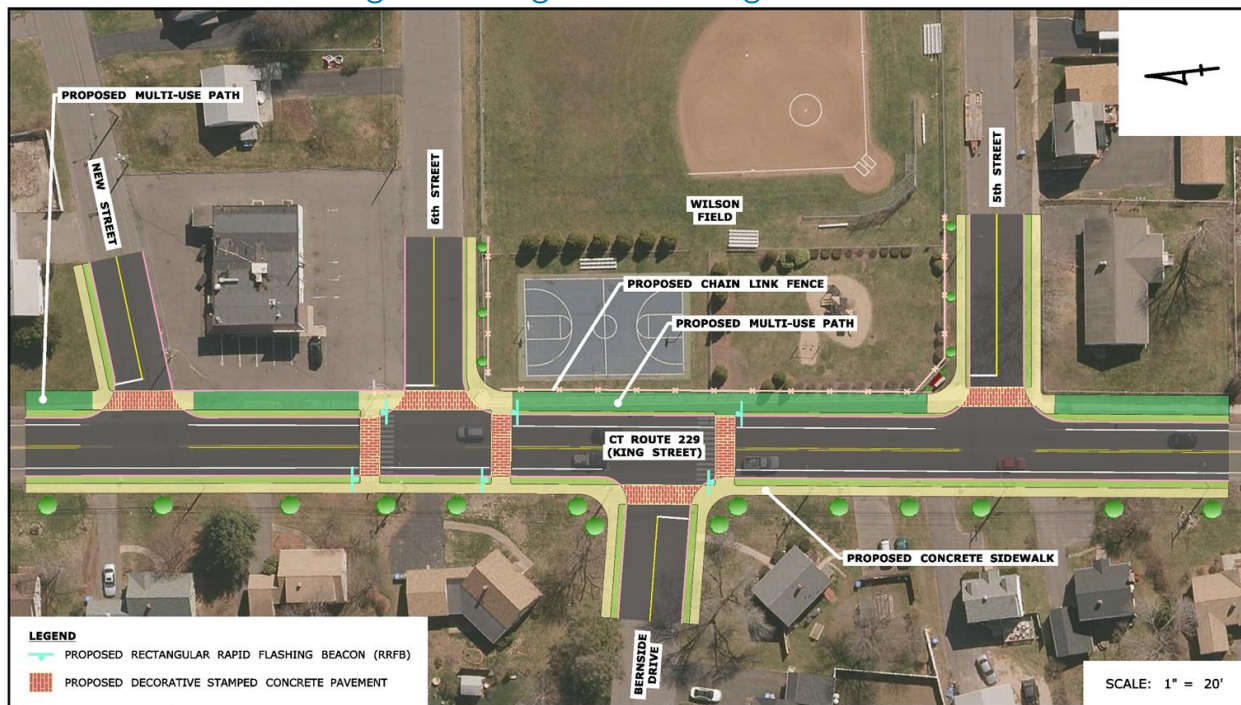 PROPOSED MULTI-USE PATH
NEW STREET
6th STREET
5th STREET
WILSON
FIELD
PROPOSED CHAIN LINK FENCE
PROPOSED MULTI-USE PATH
CT ROUTE 229
(KING STREET)
PROPOSED CONCRETE SIDEWALK
BERNSIDE
DRIVE
LEGEND
PROPOSED RECTANGULAR RAPID FLASHING BEACON (RRFB)
PROPOSED DECORATIVE STAMPED CONCRETE PAVEMENT
SCALE: 1" = 20'